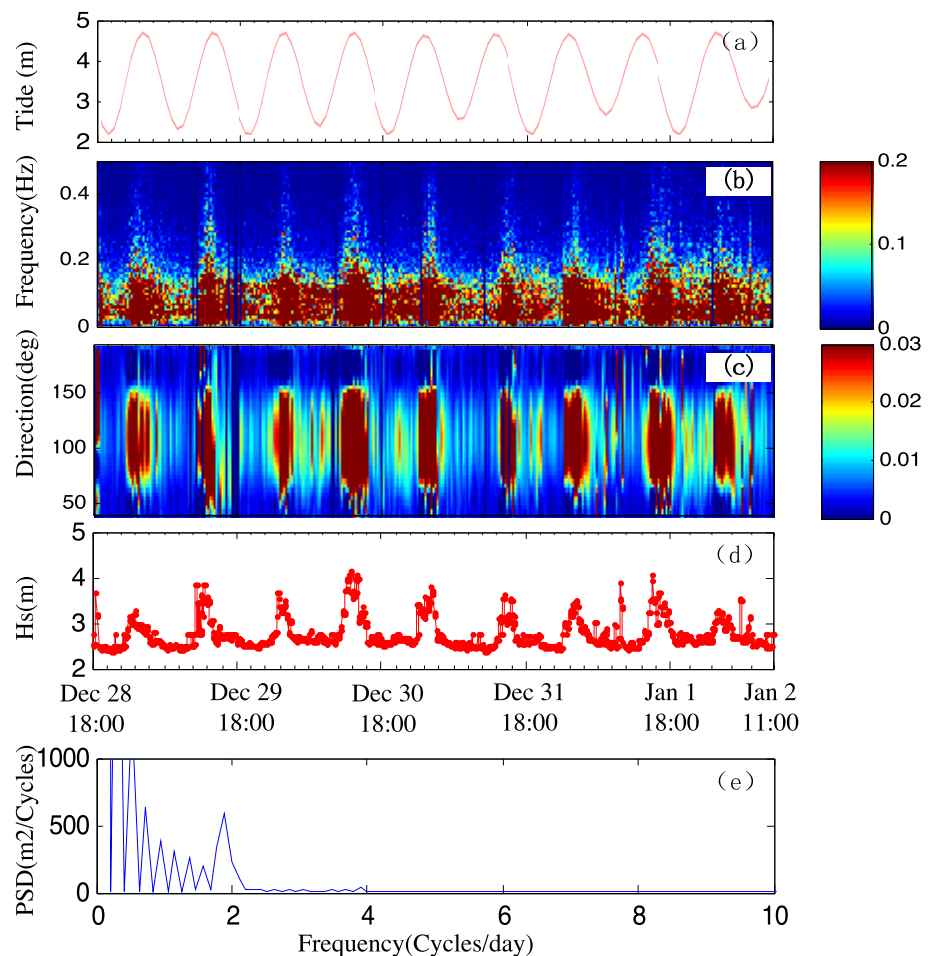 5
4
3
2
Tide (m)
(a)
0.4
0.2
0
Frequency(Hz)
(b)
0.2
0.1
0
150
100
50
Direction(deg
(c)
0.03
0.02
0.01
0
5
4
3
2
Hs(m)
(d)
Dec 28 Dec 29 Dec 30 Dec 31 Jan 1 Jan 2
18:00 18:00 18:00 18:00 18:00 11:00
1000
500
0
PSD(m2/Cycles)
(e)
0 2 4 6 8 10
Frequency(Cycles/day)